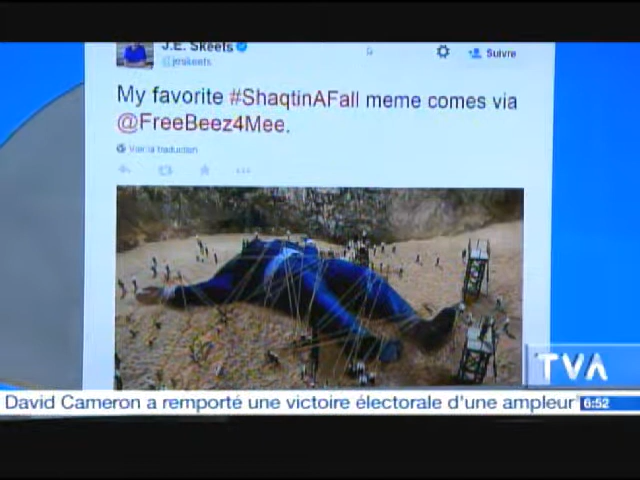 J.E. Skeets
@jeskeets
Suivre
My favorite #ShaqtinAFall meme comes via
@FreeBeez4Mee.
Voir la traduction
TVA
David Cameron a remporté une victoire électorale d'une ampleur
6:52